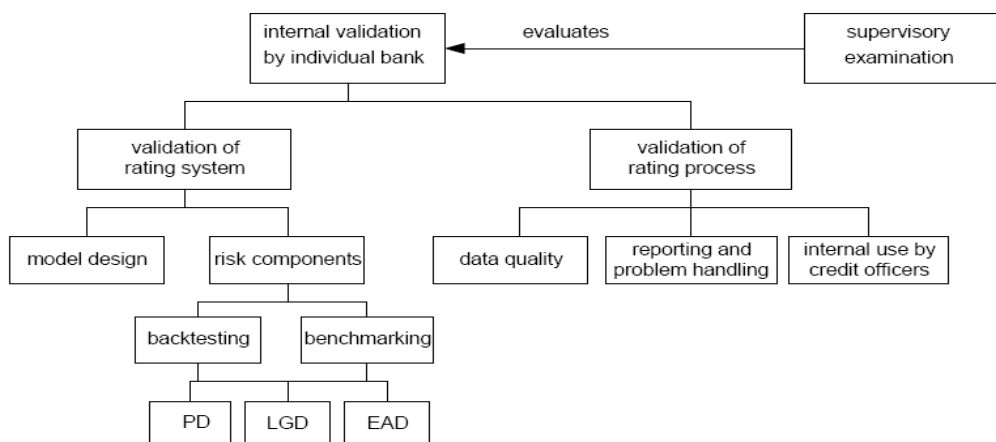 internal validation
by individual bank
evaluates
supervisory
examination
validation of
rating system
validation of
rating process
model design
risk components
data quality
reporting and
problem handling
internal use by
credit officers
backtesting
benchmarking
PD
LGD
EAD